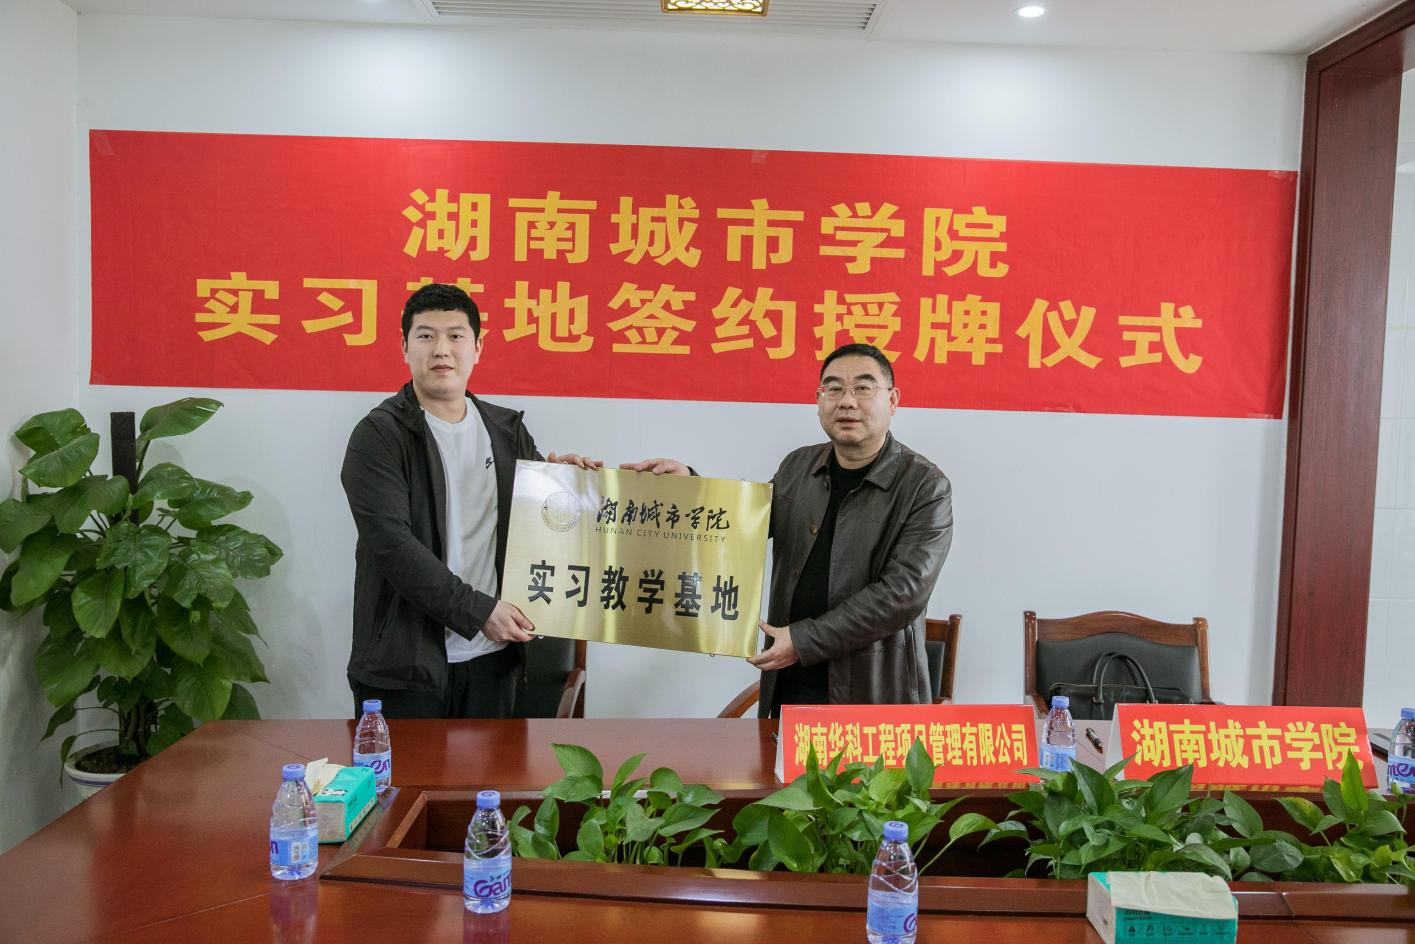 湖南城市学院
实习基地签约授牌仪式
湖南城市学院
HUNAN CITY UNIVERSITY
实习教学基地
湖南华科工程项目管理有限公司
湖南城市学院